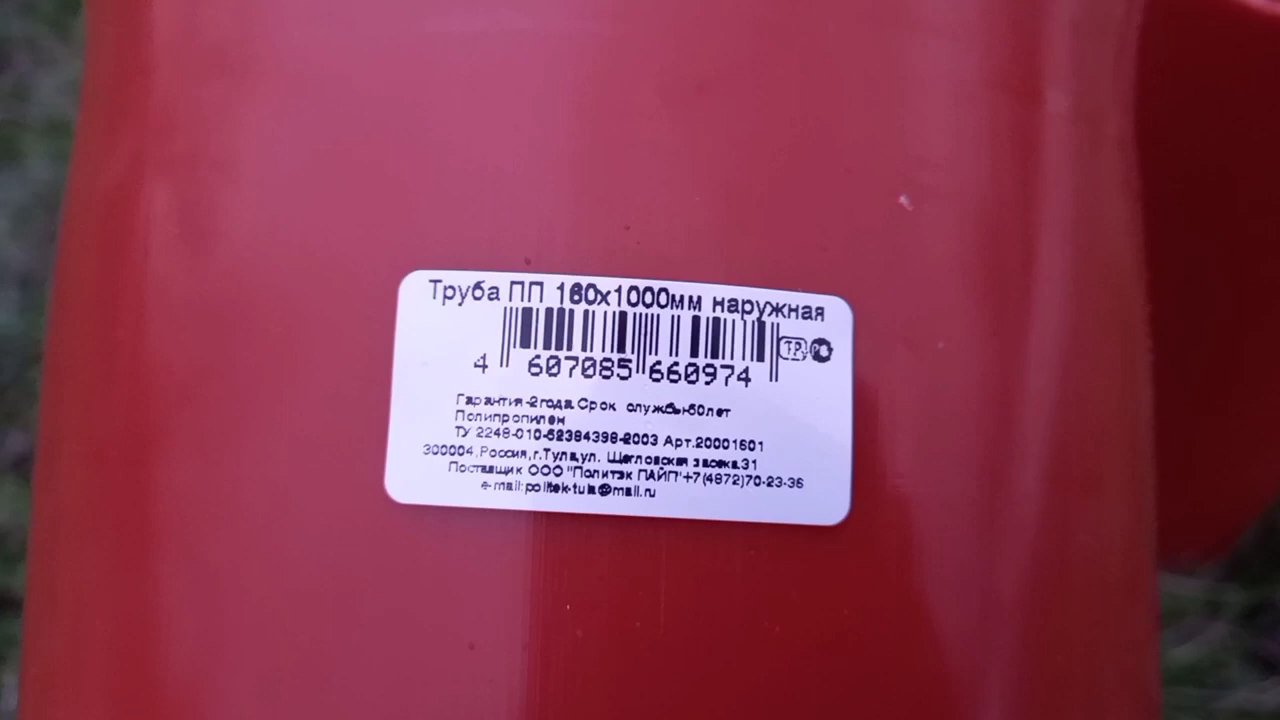 Труба ПП 160х1000мм наружная
4 607085 660974
Гарантия-2года.Срок службы-50лет
Полипропилен
ТУ 2248-010-52384398-2003 Арт.20001601
300004,Россия,г.Тула,ул. Щегловская засека.31
Поставщик ООО "Политэк ПАЙП"+7(4872)70-23-36
e-mail:politek-tula@mail.ru